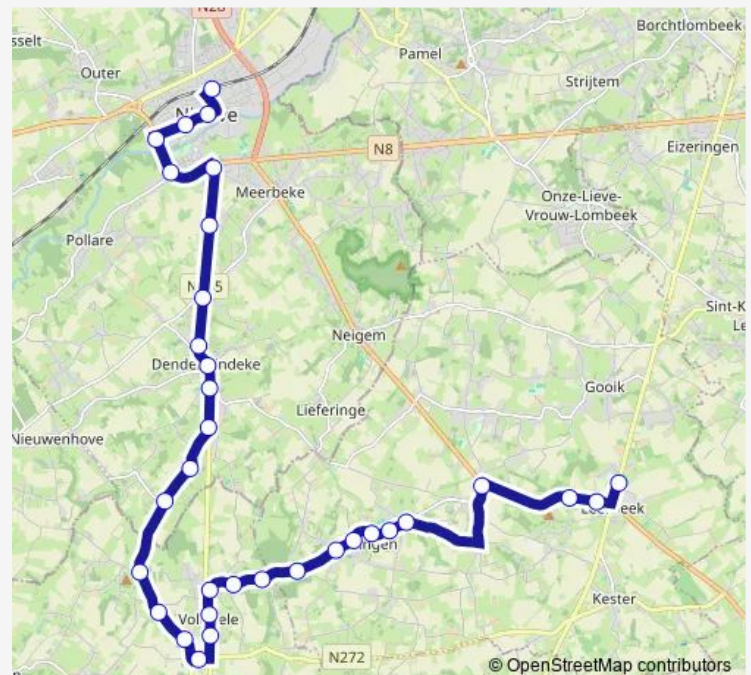 N28
Borchtlombeek
sselt
Pamel
Outer
Strijtem
N8
Eizeringen
Meerbeke
Onze-Lieve-
Vrouw-Lombeek
Pollare
Sint-K
Le
Neigem
Gooik
Lieferinge
Nieuwenhove
Kester
N272
© OpenStreetMap contributors